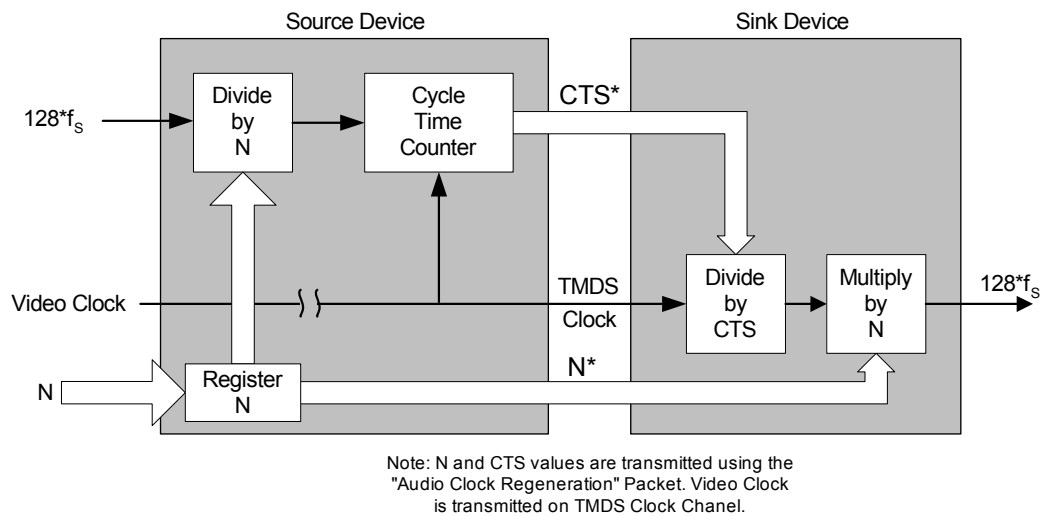 Source Device
Sink Device
128*fS
Divide
by
N
Cycle
Time
Counter
CTS*
Video Clock
TMDS
Clock
Divide
by
CTS
Multiply
by
N
128*fS
N
Register
N
N*
Note: N and CTS values are transmitted using the
"Audio Clock Regeneration" Packet. Video Clock
is transmitted on TMDS Clock Chanel.